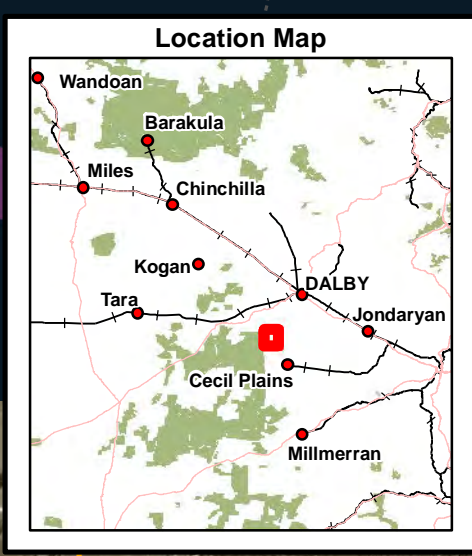 Location Map
Wandoan
Barakula
Miles
Chinchilla
Kogan
DALBY
Tara
Jondaryan
Cecil Plains
Millmerran